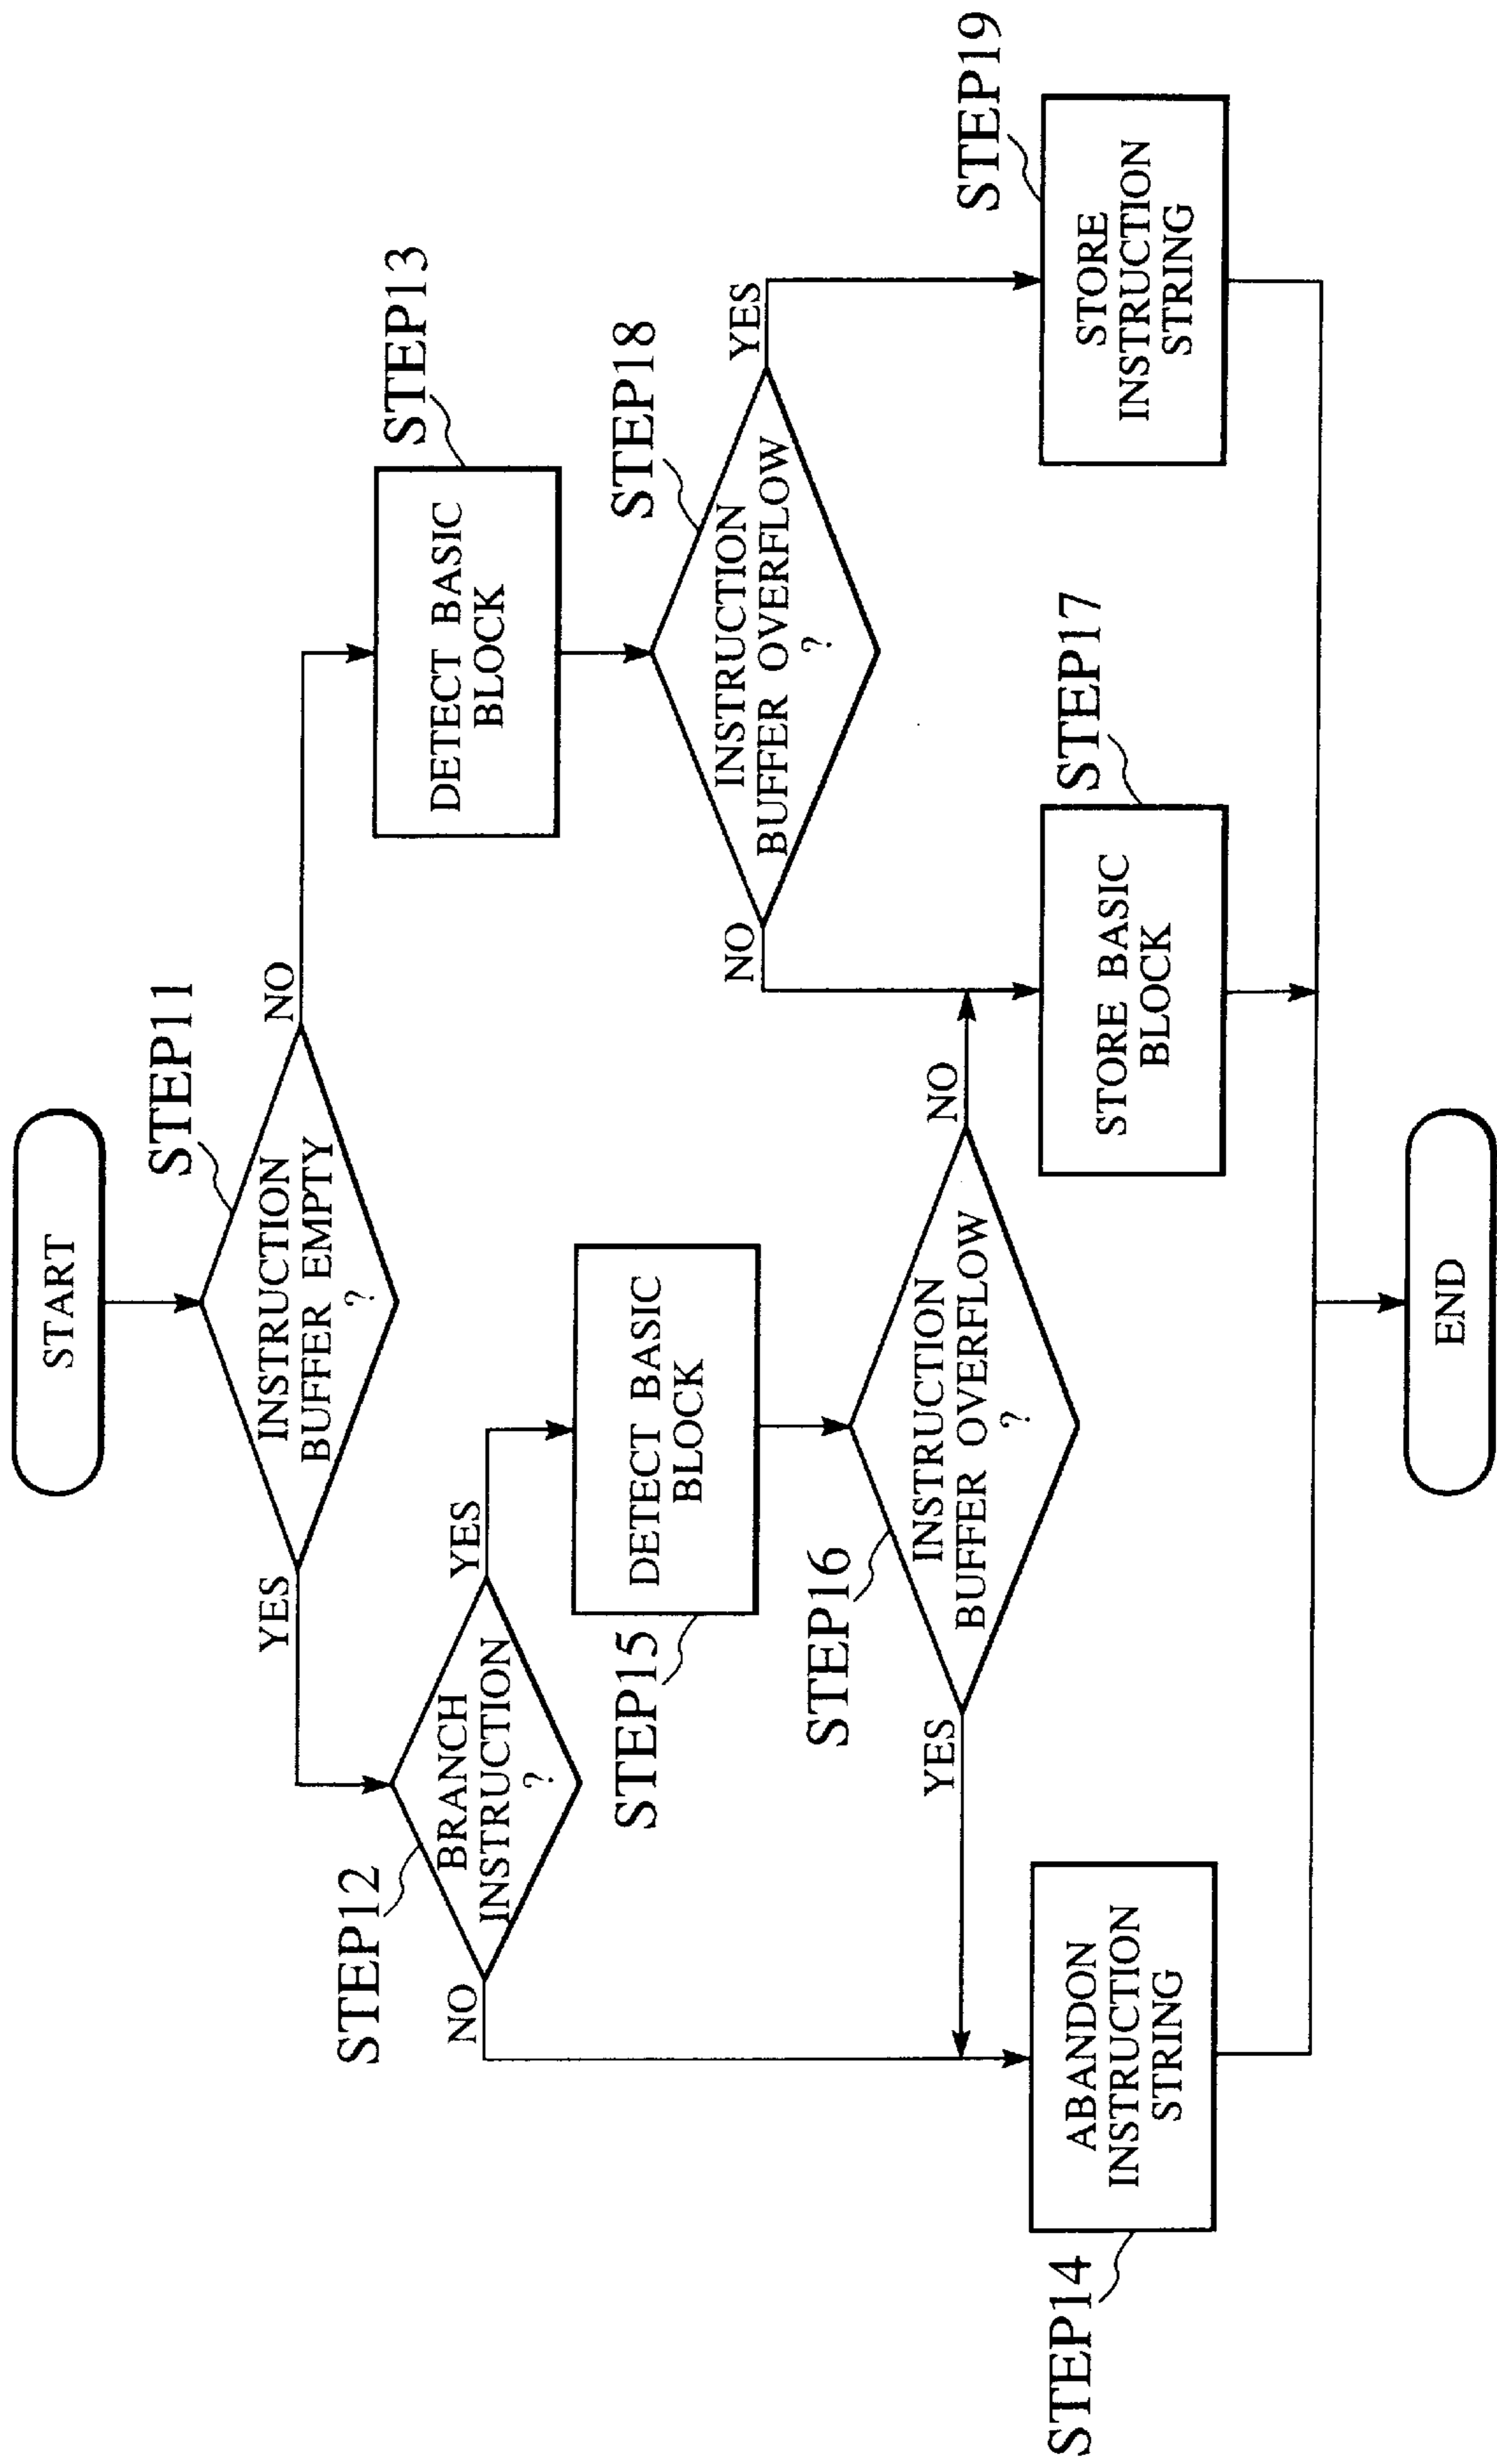 START
STEP11
INSTRUCTION
BUFFER EMPTY
?
YES
NO
STEP12
BRANCH
INSTRUCTION
?
NO
YES
STEP13
DETECT BASIC
BLOCK
STEP15
DETECT BASIC
BLOCK
STEP18
INSTRUCTION
BUFFER OVERFLOW
?
NO
YES
STEP16
INSTRUCTION
BUFFER OVERFLOW
?
YES
NO
STEP14
ABANDON
INSTRUCTION
STRING
STEP17
STORE BASIC
BLOCK
STEP19
STORE
INSTRUCTION
STRING
END